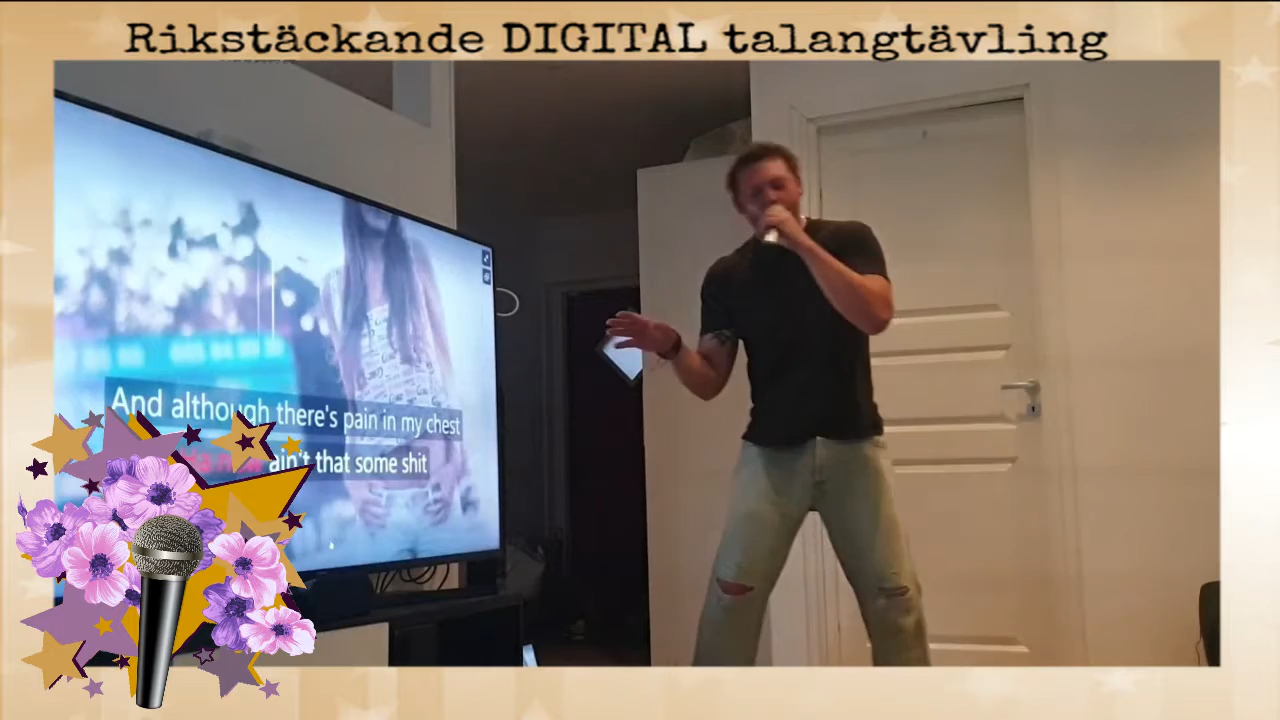 Rikstäckande DIGITAL talangtävling
And although there's pain in my chest
ain't that some shit